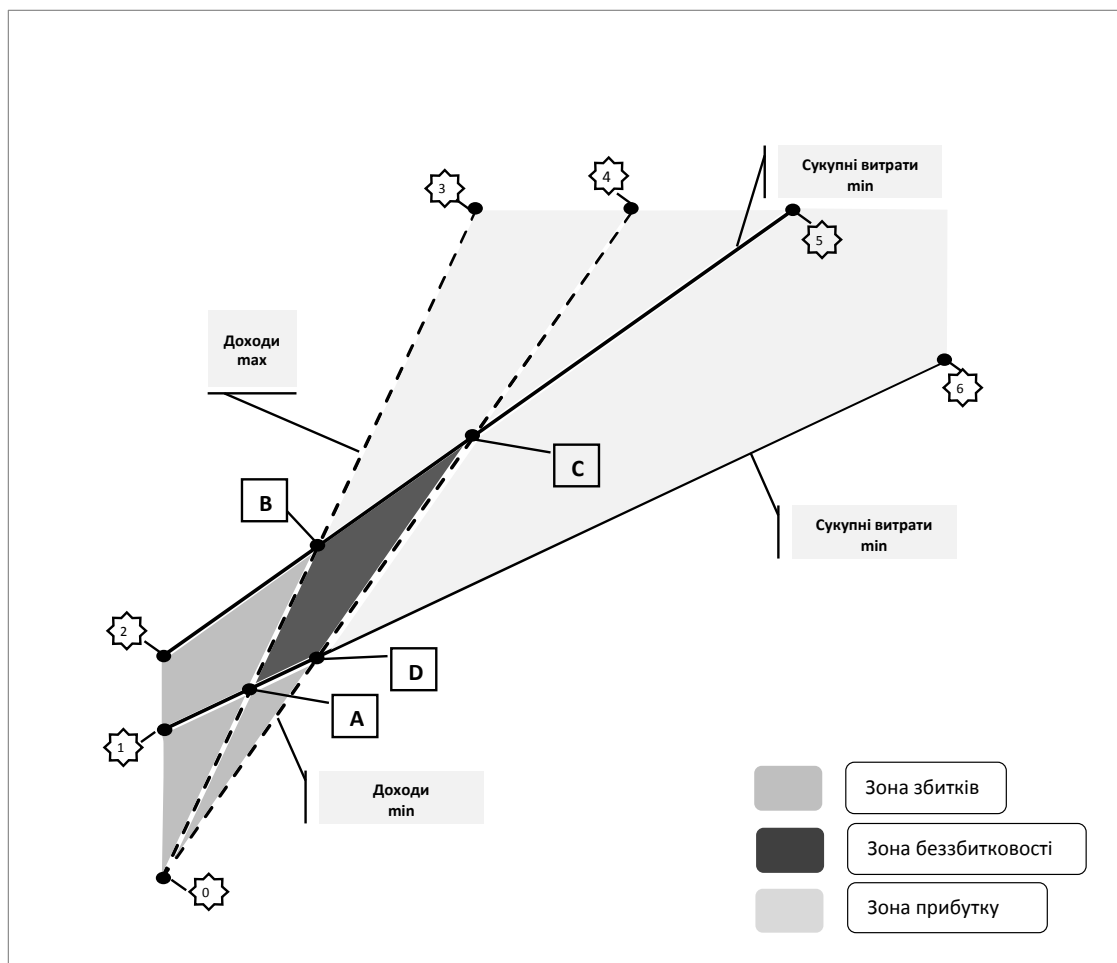 3
4
Сукупні витрати
min
5
Доходи
max
6
C
B
Сукупні витрати
min
2
D
A
1
Доходи
min
Зона збитків
Зона беззбитковості
0
Зона прибутку